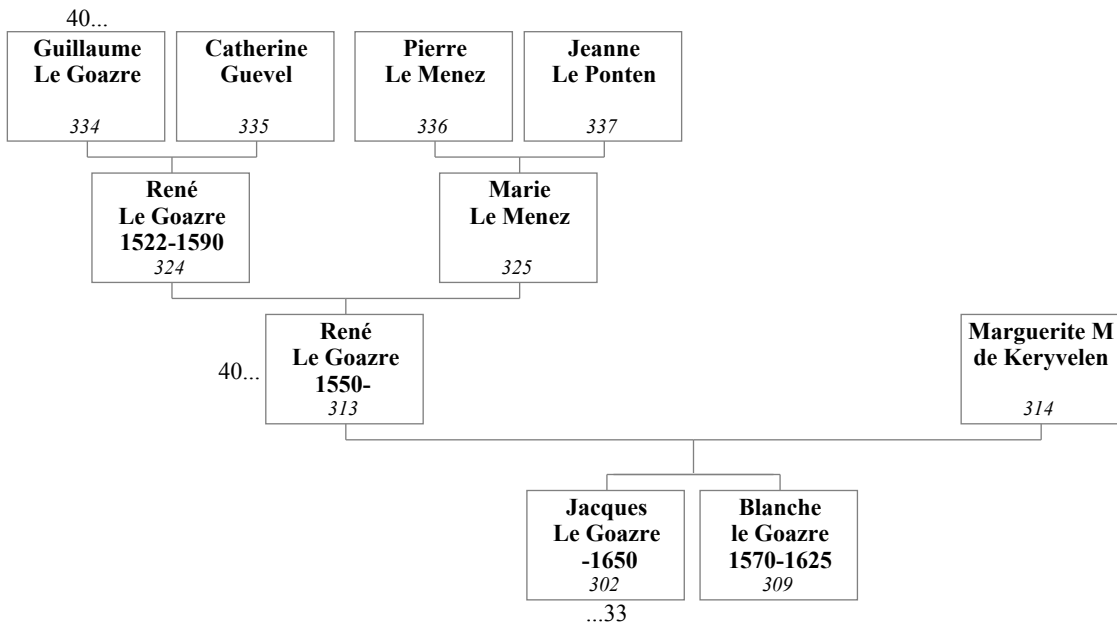 40...
Guillaume
Le Goazre
334
Catherine
Guevel
335
Pierre
Le Menez
336
Jeanne
Le Ponten
337
René
Le Goazre
1522-1590
324
Marie
Le Menez
325
40...
René
Le Goazre
1550-
313
Marguerite M
de Keryvelen
314
Jacques
Le Goazre
-1650
302
Blanche
le Goazre
1570-1625
309
...33